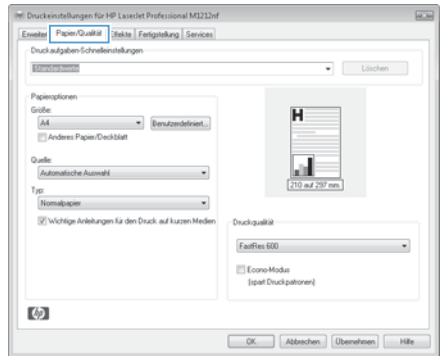 Druckeinstellungen für HP LaserJet Professional M1212nf
Erweitert Papier/Qualität Effekte Fertigstellung Services
Druckaufgaben-Schnelleinstellungen
Standardwerte Löschen
Papieroptionen
Größe:
A4 Benutzerdefiniert...
Anderes Papier/Deckblatt
Quelle:
Automatische Auswahl
Typ:
Normalpapier
Wichtige Anleitungen für den Druck auf kurzen Medien
H
210 auf 297 mm
Druckqualität
FastRes 600
Econo-Modus
(spart Druckpatronen)
hp
OK Abbrechen Übernehmen Hilfe